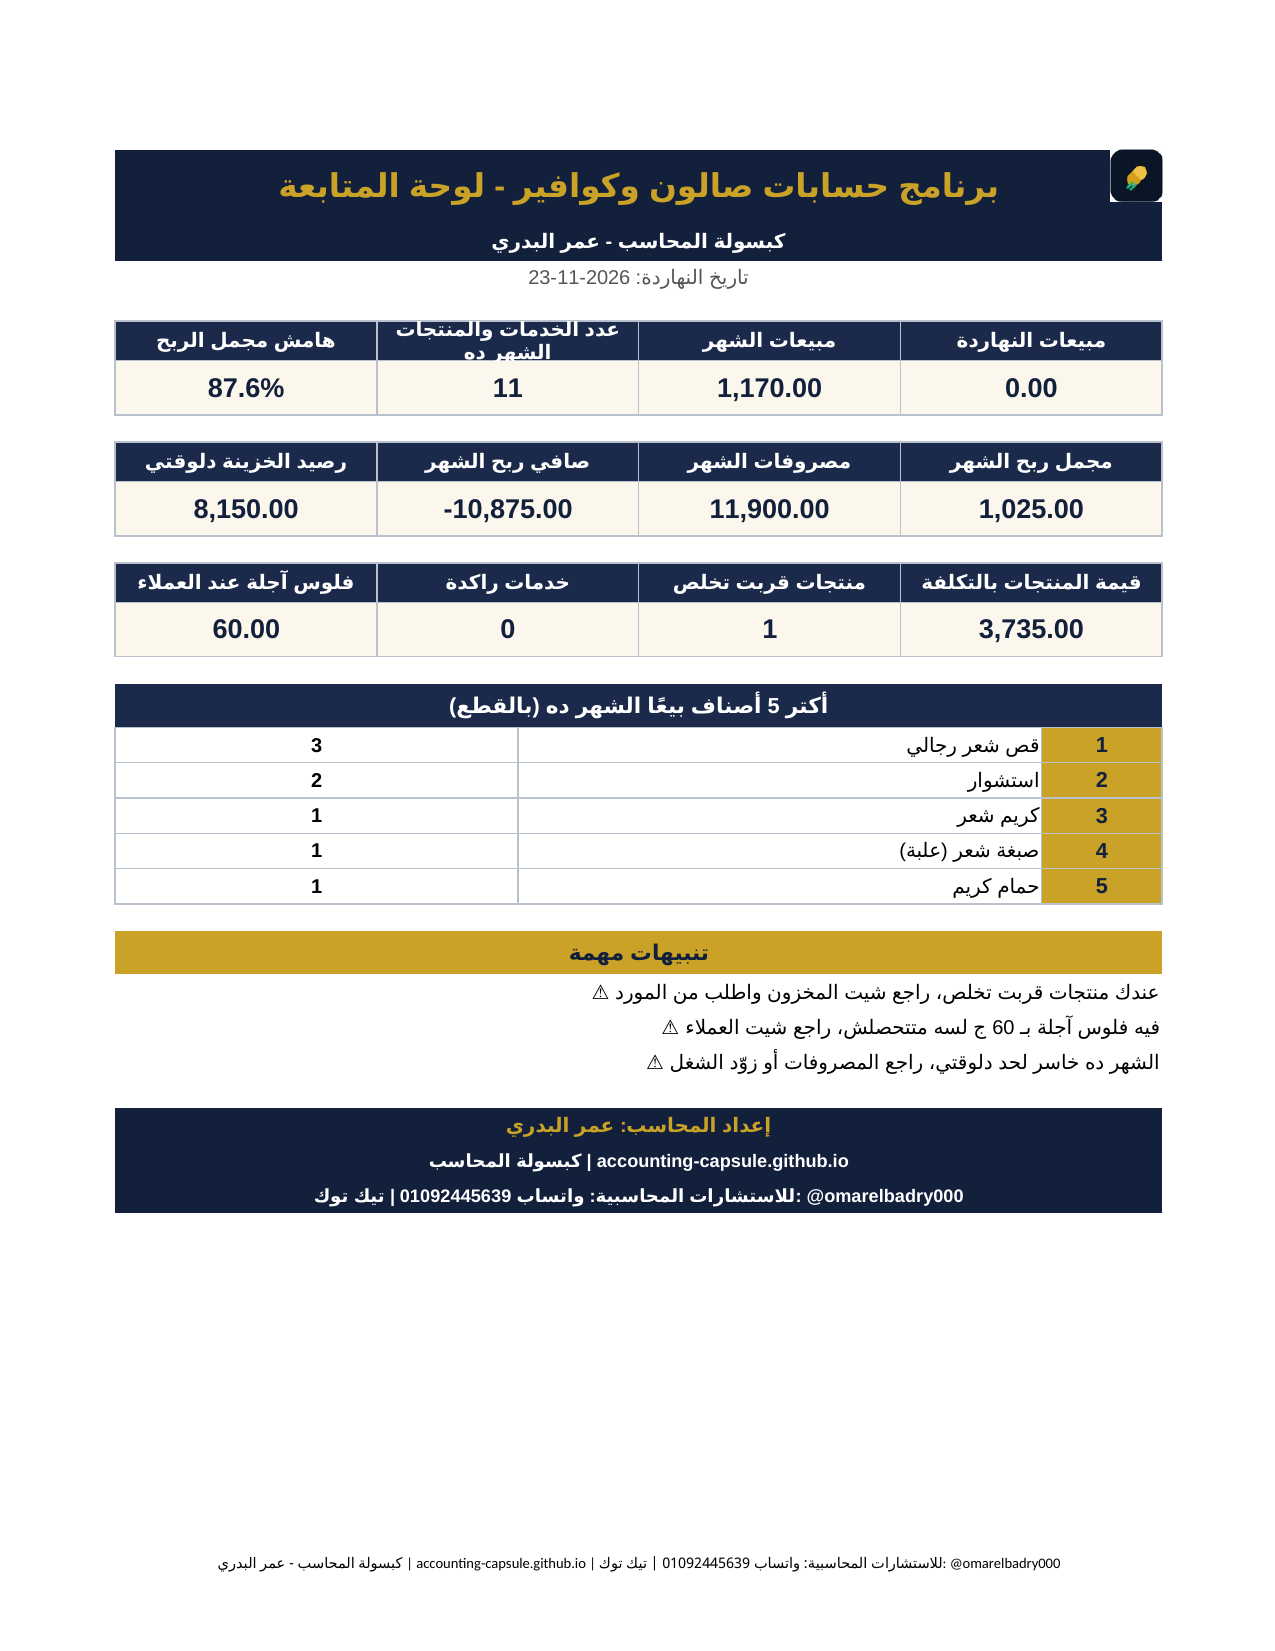 برنامج حسابات صالون وكوافير - لوحة المتابعة
كبسولة المحاسب - عمر البدري
تاريخ النهاردة: 2026-11-23
مبيعات النهاردة
مبيعات الشهر
عدد الخدمات والمنتجات
الشهر ده
هامش مجمل الربح
0.00
1,170.00
11
87.6%
مجمل ربح الشهر
مصروفات الشهر
صافي ربح الشهر
رصيد الخزينة دلوقتي
1,025.00
11,900.00
-10,875.00
8,150.00
قيمة المنتجات بالتكلفة
منتجات قربت تخلص
خدمات راكدة
فلوس آجلة عند العملاء
3,735.00
1
0
60.00
أكتر 5 أصناف بيعًا الشهر ده (بالقطع)
1 قص شعر رجالي 3
2 استشوار 2
3 كريم شعر 1
4 صبغة شعر (علبة) 1
5 حمام كريم 1
تنبيهات مهمة
عندك منتجات قربت تخلص، راجع شيت المخزون واطلب من المورد ⚠
فيه فلوس آجلة بـ 60 ج لسه متتحصلش، راجع شيت العملاء ⚠
الشهر ده خاسر لحد دلوقتي، راجع المصروفات أو زوّد الشغل ⚠
إعداد المحاسب: عمر البدري
كبسولة المحاسب | accounting-capsule.github.io
للاستشارات المحاسبية: واتساب 01092445639 | تيك توك: @omarelbadry000
كبسولة المحاسب - عمر البدري | accounting-capsule.github.io | للاستشارات المحاسبية: واتساب 01092445639 | تيك توك: @omarelbadry000